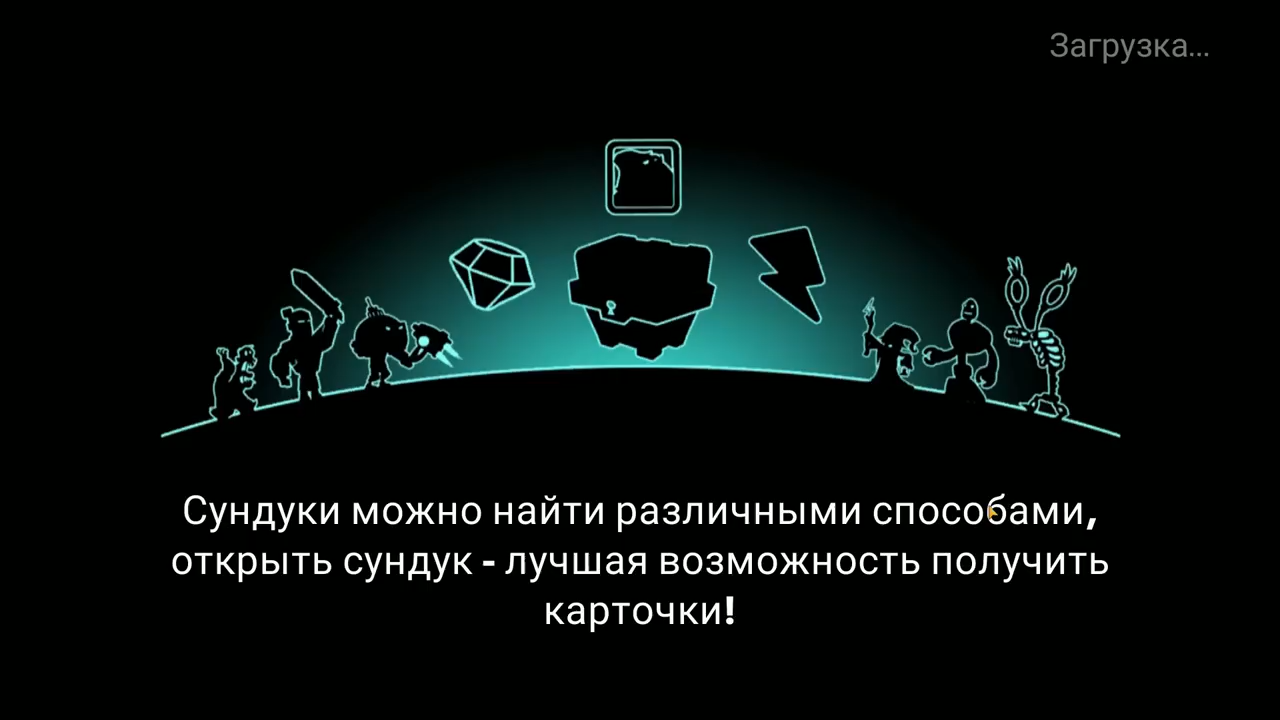 Загрузка...
Сундуки можно найти различными способами,
открыть сундук - лучшая возможность получить
карточки!